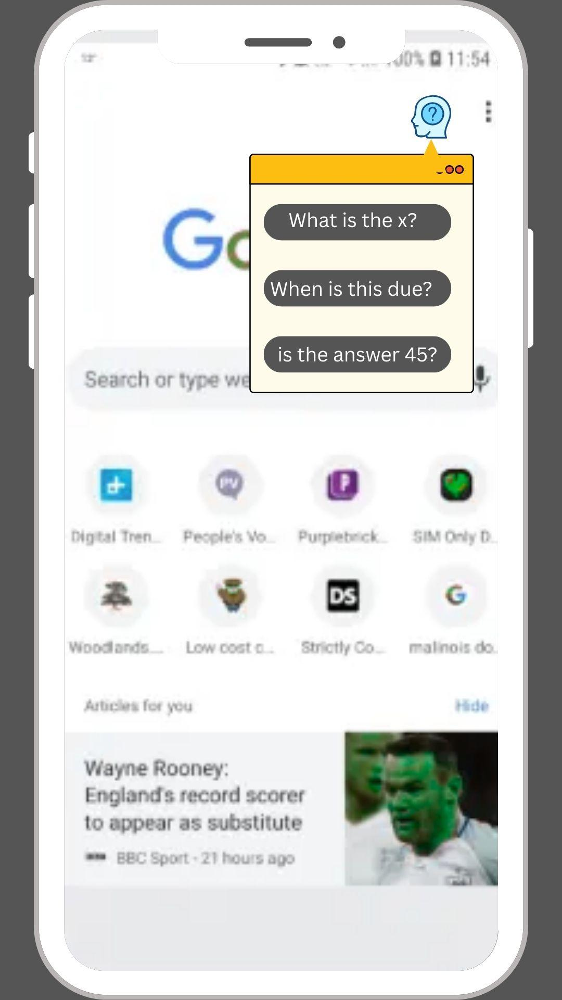 100% 11:54
?
What is the x?
When is this due?
is the answer 45?
Go
Search or type we
PV
P
Digital Tren...
People's Vo...
Purplebrick...
SIM Only D...
DS
G
Woodlands...
Low cost c...
Strictly Co...
malinois do...
Articles for you
Hide
Wayne Rooney:
England's record scorer
to appear as substitute
BBC Sport - 21 hours ago